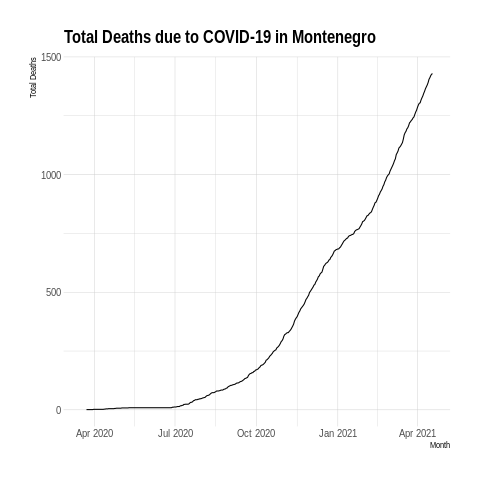 Total Deaths due to COVID-19 in Montenegro
Total Deaths
1500
1000
500
0
Apr 2020 Jul 2020 Oct 2020 Jan 2021 Apr 2021
Month